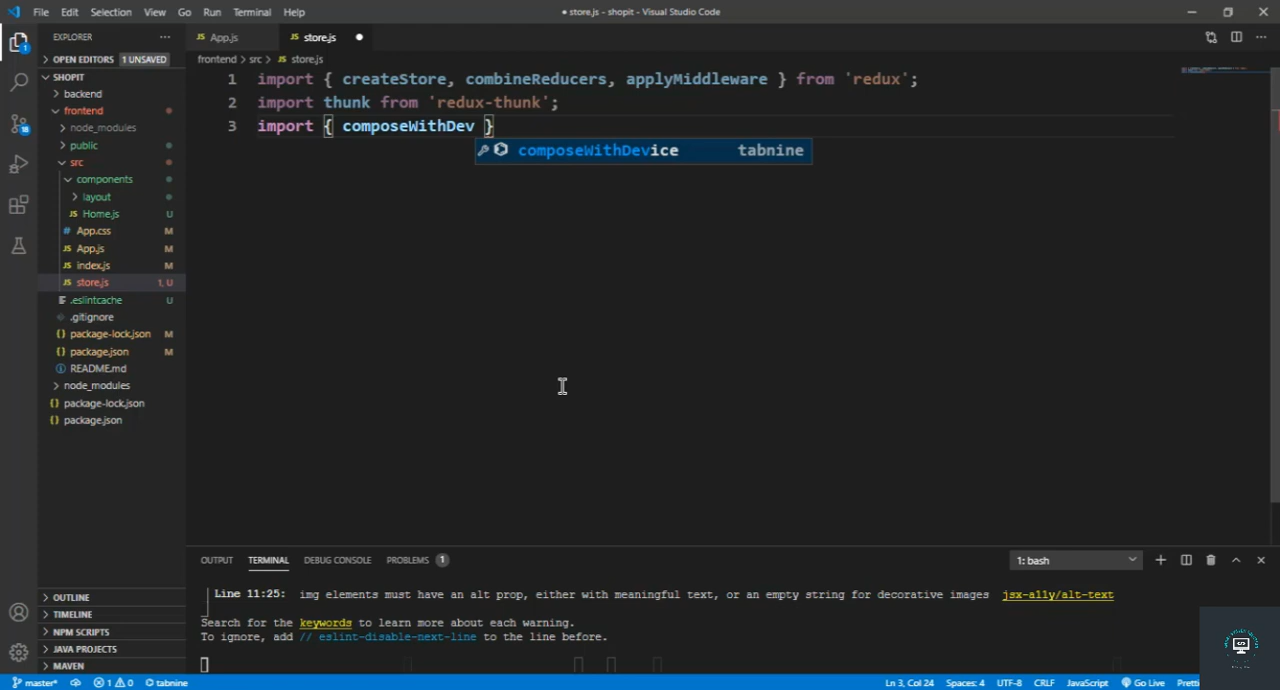 File Edit Selection View Go Run Terminal Help
● store.js - shopit - Visual Studio Code
EXPLORER
App.js
store.js
OPEN EDITORS 1 UNSAVED
frontend > src > JS store.js
SHOPIT
backend
frontend
node_modules
public
src
components
layout
JS Home.js U
# App.css M
JS App.js M
JS index.js M
JS store.js 1, U
.eslintcache U
.gitignore
{} package-lock.json M
{} package.json M
README.md
node_modules
{} package-lock.json
{} package.json
OUTLINE
TIMELINE
NPM SCRIPTS
JAVA PROJECTS
MAVEN
1 import { createStore, combineReducers, applyMiddleware } from 'redux';
2 import thunk from 'redux-thunk';
3 import { composeWithDev }
composeWithDevice tabnine
OUTPUT TERMINAL DEBUG CONSOLE PROBLEMS 1
1: bash
Line 11:25: img elements must have an alt prop, either with meaningful text, or an empty string for decorative images jsx-a11y/alt-text
Search for the keywords to learn more about each warning.
To ignore, add // eslint-disable-next-line to the line before.
master* 1 0 tabnine
Ln 3, Col 24 Spaces: 4 UTF-8 CRLF JavaScript Go Live Pretti